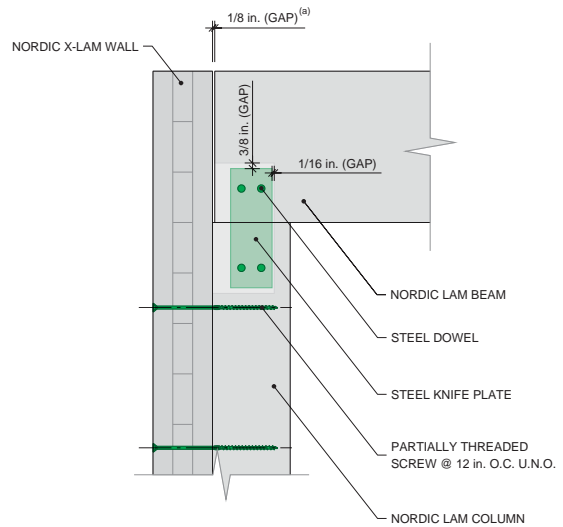 1/8 in. (GAP)(a)
NORDIC X-LAM WALL
3/8 in. (GAP)
1/16 in. (GAP)
NORDIC LAM BEAM
STEEL DOWEL
STEEL KNIFE PLATE
PARTIALLY THREADED
SCREW @ 12 in. O.C. U.N.O.
NORDIC LAM COLUMN